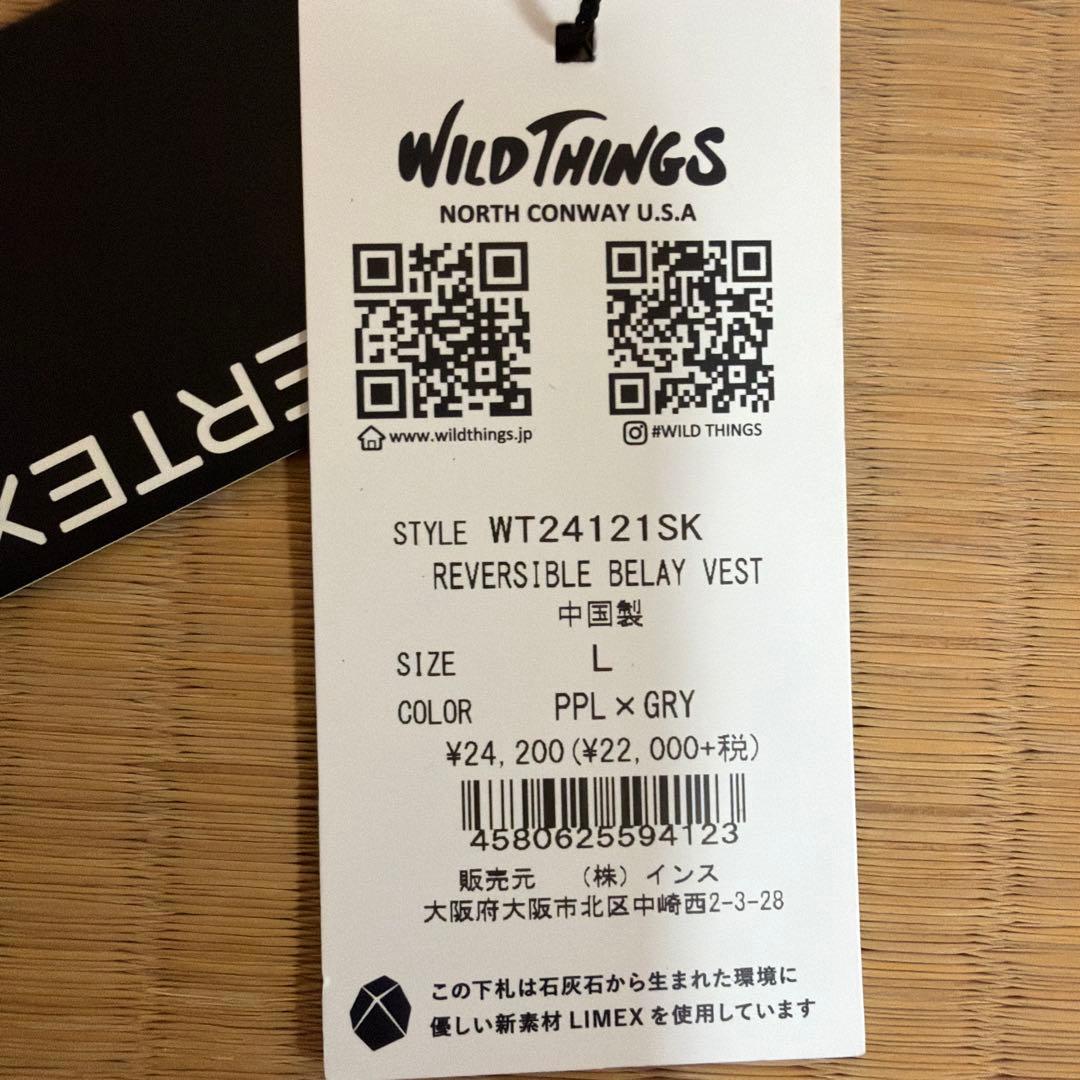 WILD THINGS
NORTH CONWAY U.S.A
www.wildthings.jp
#WILD THINGS
STYLE WT24121SK
REVERSIBLE BELAY VEST
中国製
SIZE L
COLOR PPL×GRY
¥24,200(¥22,000+税)
4580625594123
販売元 (株)インス
大阪府大阪市北区中崎西2-3-28
この下札は石灰石から生まれた環境に
優しい新素材 LIMEX を使用しています
ERTEX